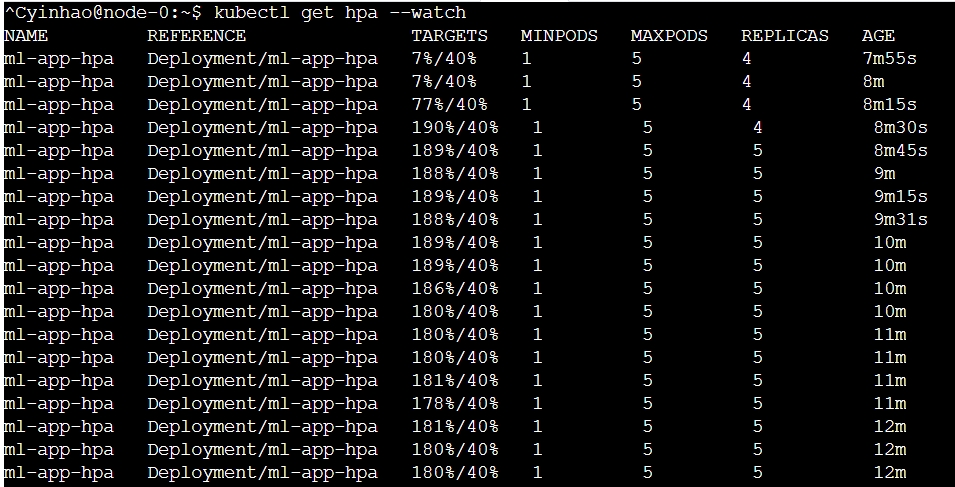 ^Cyinhao@node-0:~$ kubectl get hpa --watch
NAME REFERENCE TARGETS MINPODS MAXPODS REPLICAS AGE
ml-app-hpa Deployment/ml-app-hpa 7%/40% 1 5 4 7m55s
ml-app-hpa Deployment/ml-app-hpa 7%/40% 1 5 4 8m
ml-app-hpa Deployment/ml-app-hpa 77%/40% 1 5 4 8m15s
ml-app-hpa Deployment/ml-app-hpa 190%/40% 1 5 4 8m30s
ml-app-hpa Deployment/ml-app-hpa 189%/40% 1 5 5 8m45s
ml-app-hpa Deployment/ml-app-hpa 188%/40% 1 5 5 9m
ml-app-hpa Deployment/ml-app-hpa 189%/40% 1 5 5 9m15s
ml-app-hpa Deployment/ml-app-hpa 188%/40% 1 5 5 9m31s
ml-app-hpa Deployment/ml-app-hpa 189%/40% 1 5 5 10m
ml-app-hpa Deployment/ml-app-hpa 189%/40% 1 5 5 10m
ml-app-hpa Deployment/ml-app-hpa 186%/40% 1 5 5 10m
ml-app-hpa Deployment/ml-app-hpa 180%/40% 1 5 5 10m
ml-app-hpa Deployment/ml-app-hpa 180%/40% 1 5 5 11m
ml-app-hpa Deployment/ml-app-hpa 180%/40% 1 5 5 11m
ml-app-hpa Deployment/ml-app-hpa 181%/40% 1 5 5 11m
ml-app-hpa Deployment/ml-app-hpa 178%/40% 1 5 5 11m
ml-app-hpa Deployment/ml-app-hpa 181%/40% 1 5 5 12m
ml-app-hpa Deployment/ml-app-hpa 180%/40% 1 5 5 12m
ml-app-hpa Deployment/ml-app-hpa 180%/40% 1 5 5 12m